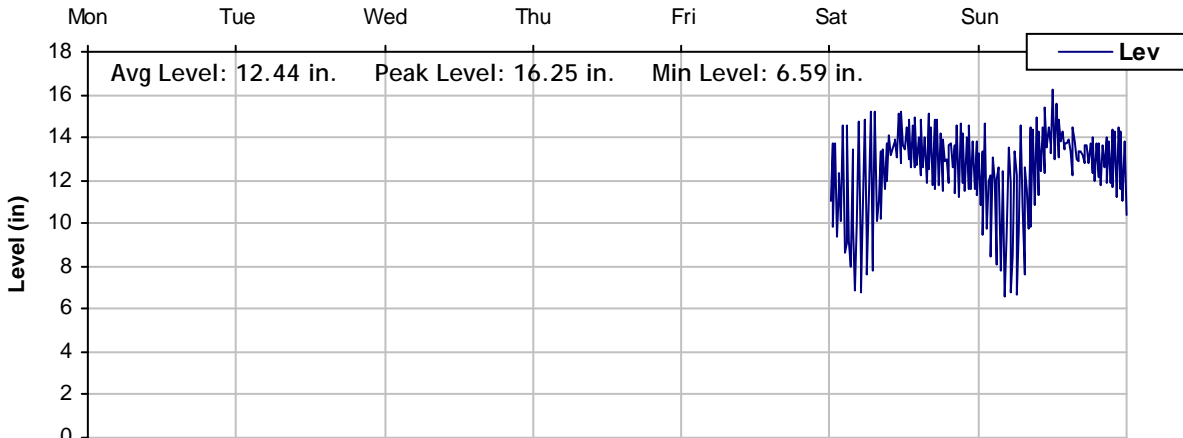 Mon Tue Wed Thu Fri Sat Sun
Lev
Avg Level: 12.44 in. Peak Level: 16.25 in. Min Level: 6.59 in.
Level (in)
18
16
14
12
10
8
6
4
2
0